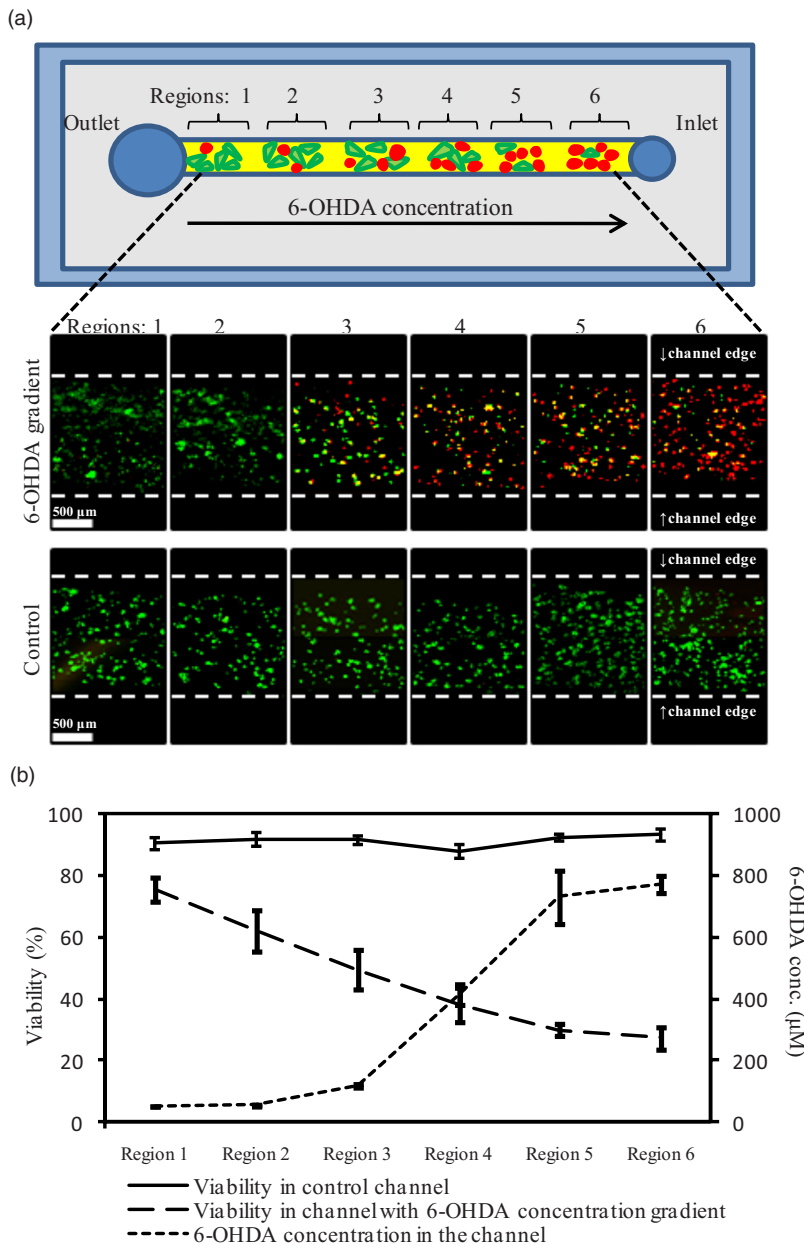 (a)
Regions: 1 2 3 4 5 6
Outlet Inlet
6-OHDA concentration
Regions: 1 2 3 4 5 6
6-OHDA gradient
↓channel edge
500 µm
↑channel edge
Control
↓channel edge
500 µm
↑channel edge
(b)
100 1000
80 800
60 600
40 400
20 200
0 0
Viability (%)
6-OHDA conc. (µM)
Region 1 Region 2 Region 3 Region 4 Region 5 Region 6
Viability in control channel
Viability in channel with 6-OHDA concentration gradient
6-OHDA concentration in the channel